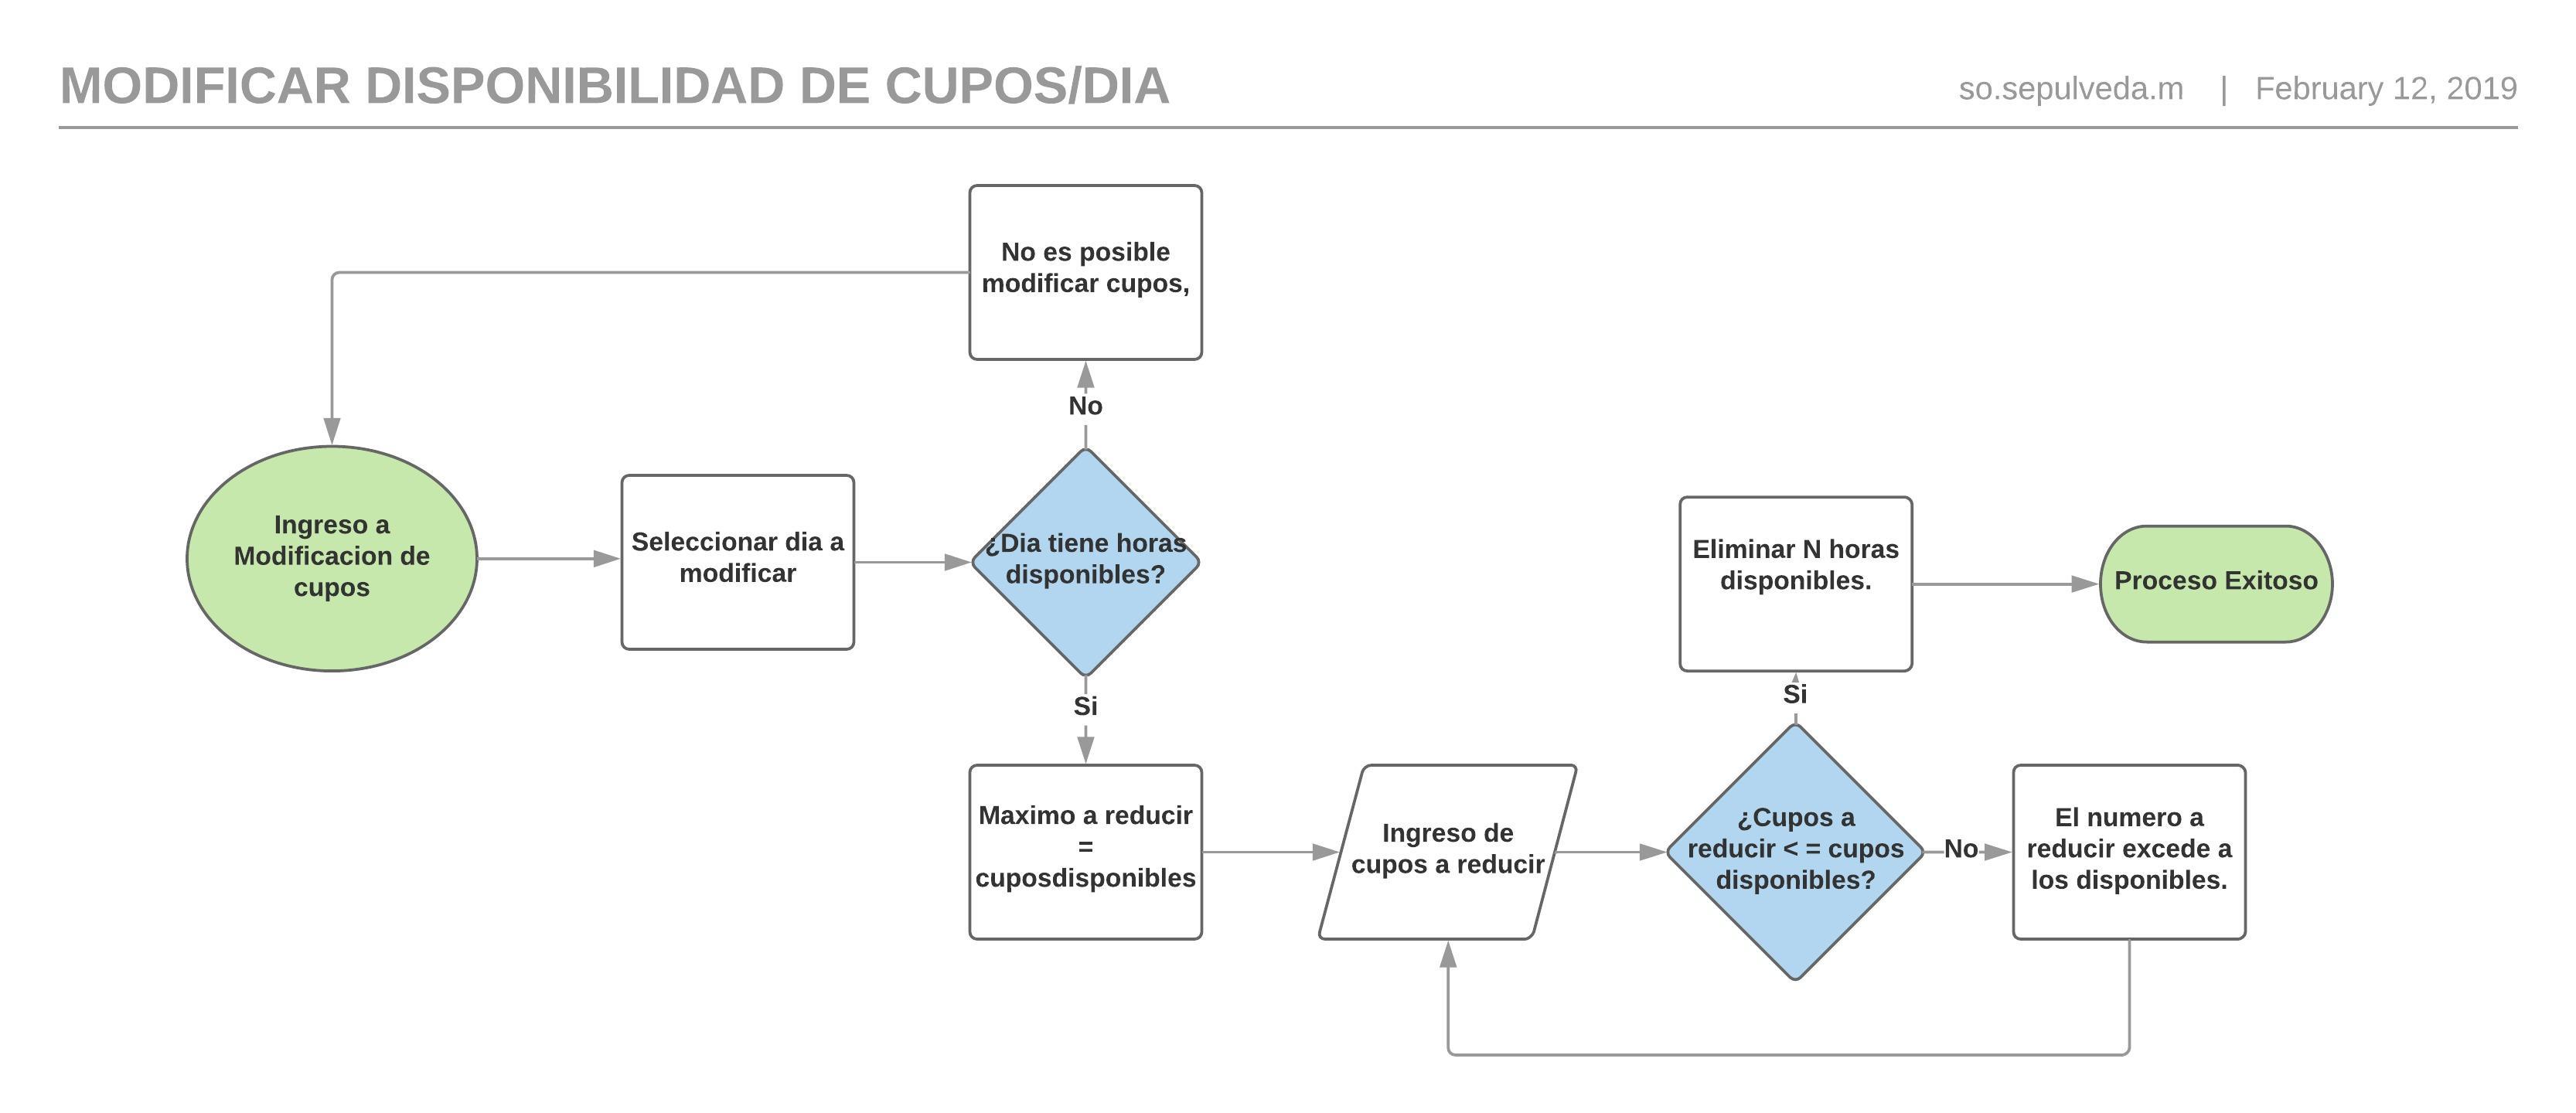 MODIFICAR DISPONIBILIDAD DE CUPOS/DIA
so.sepulveda.m | February 12, 2019
No es posible
modificar cupos,
No
Ingreso a
Modificacion de
cupos
Seleccionar dia a
modificar
¿Dia tiene horas
disponibles?
Si
Maximo a reducir
=
cuposdisponibles
Ingreso de
cupos a reducir
¿Cupos a
reducir < = cupos
disponibles?
Si
Eliminar N horas
disponibles.
Proceso Exitoso
No
El numero a
reducir excede a
los disponibles.